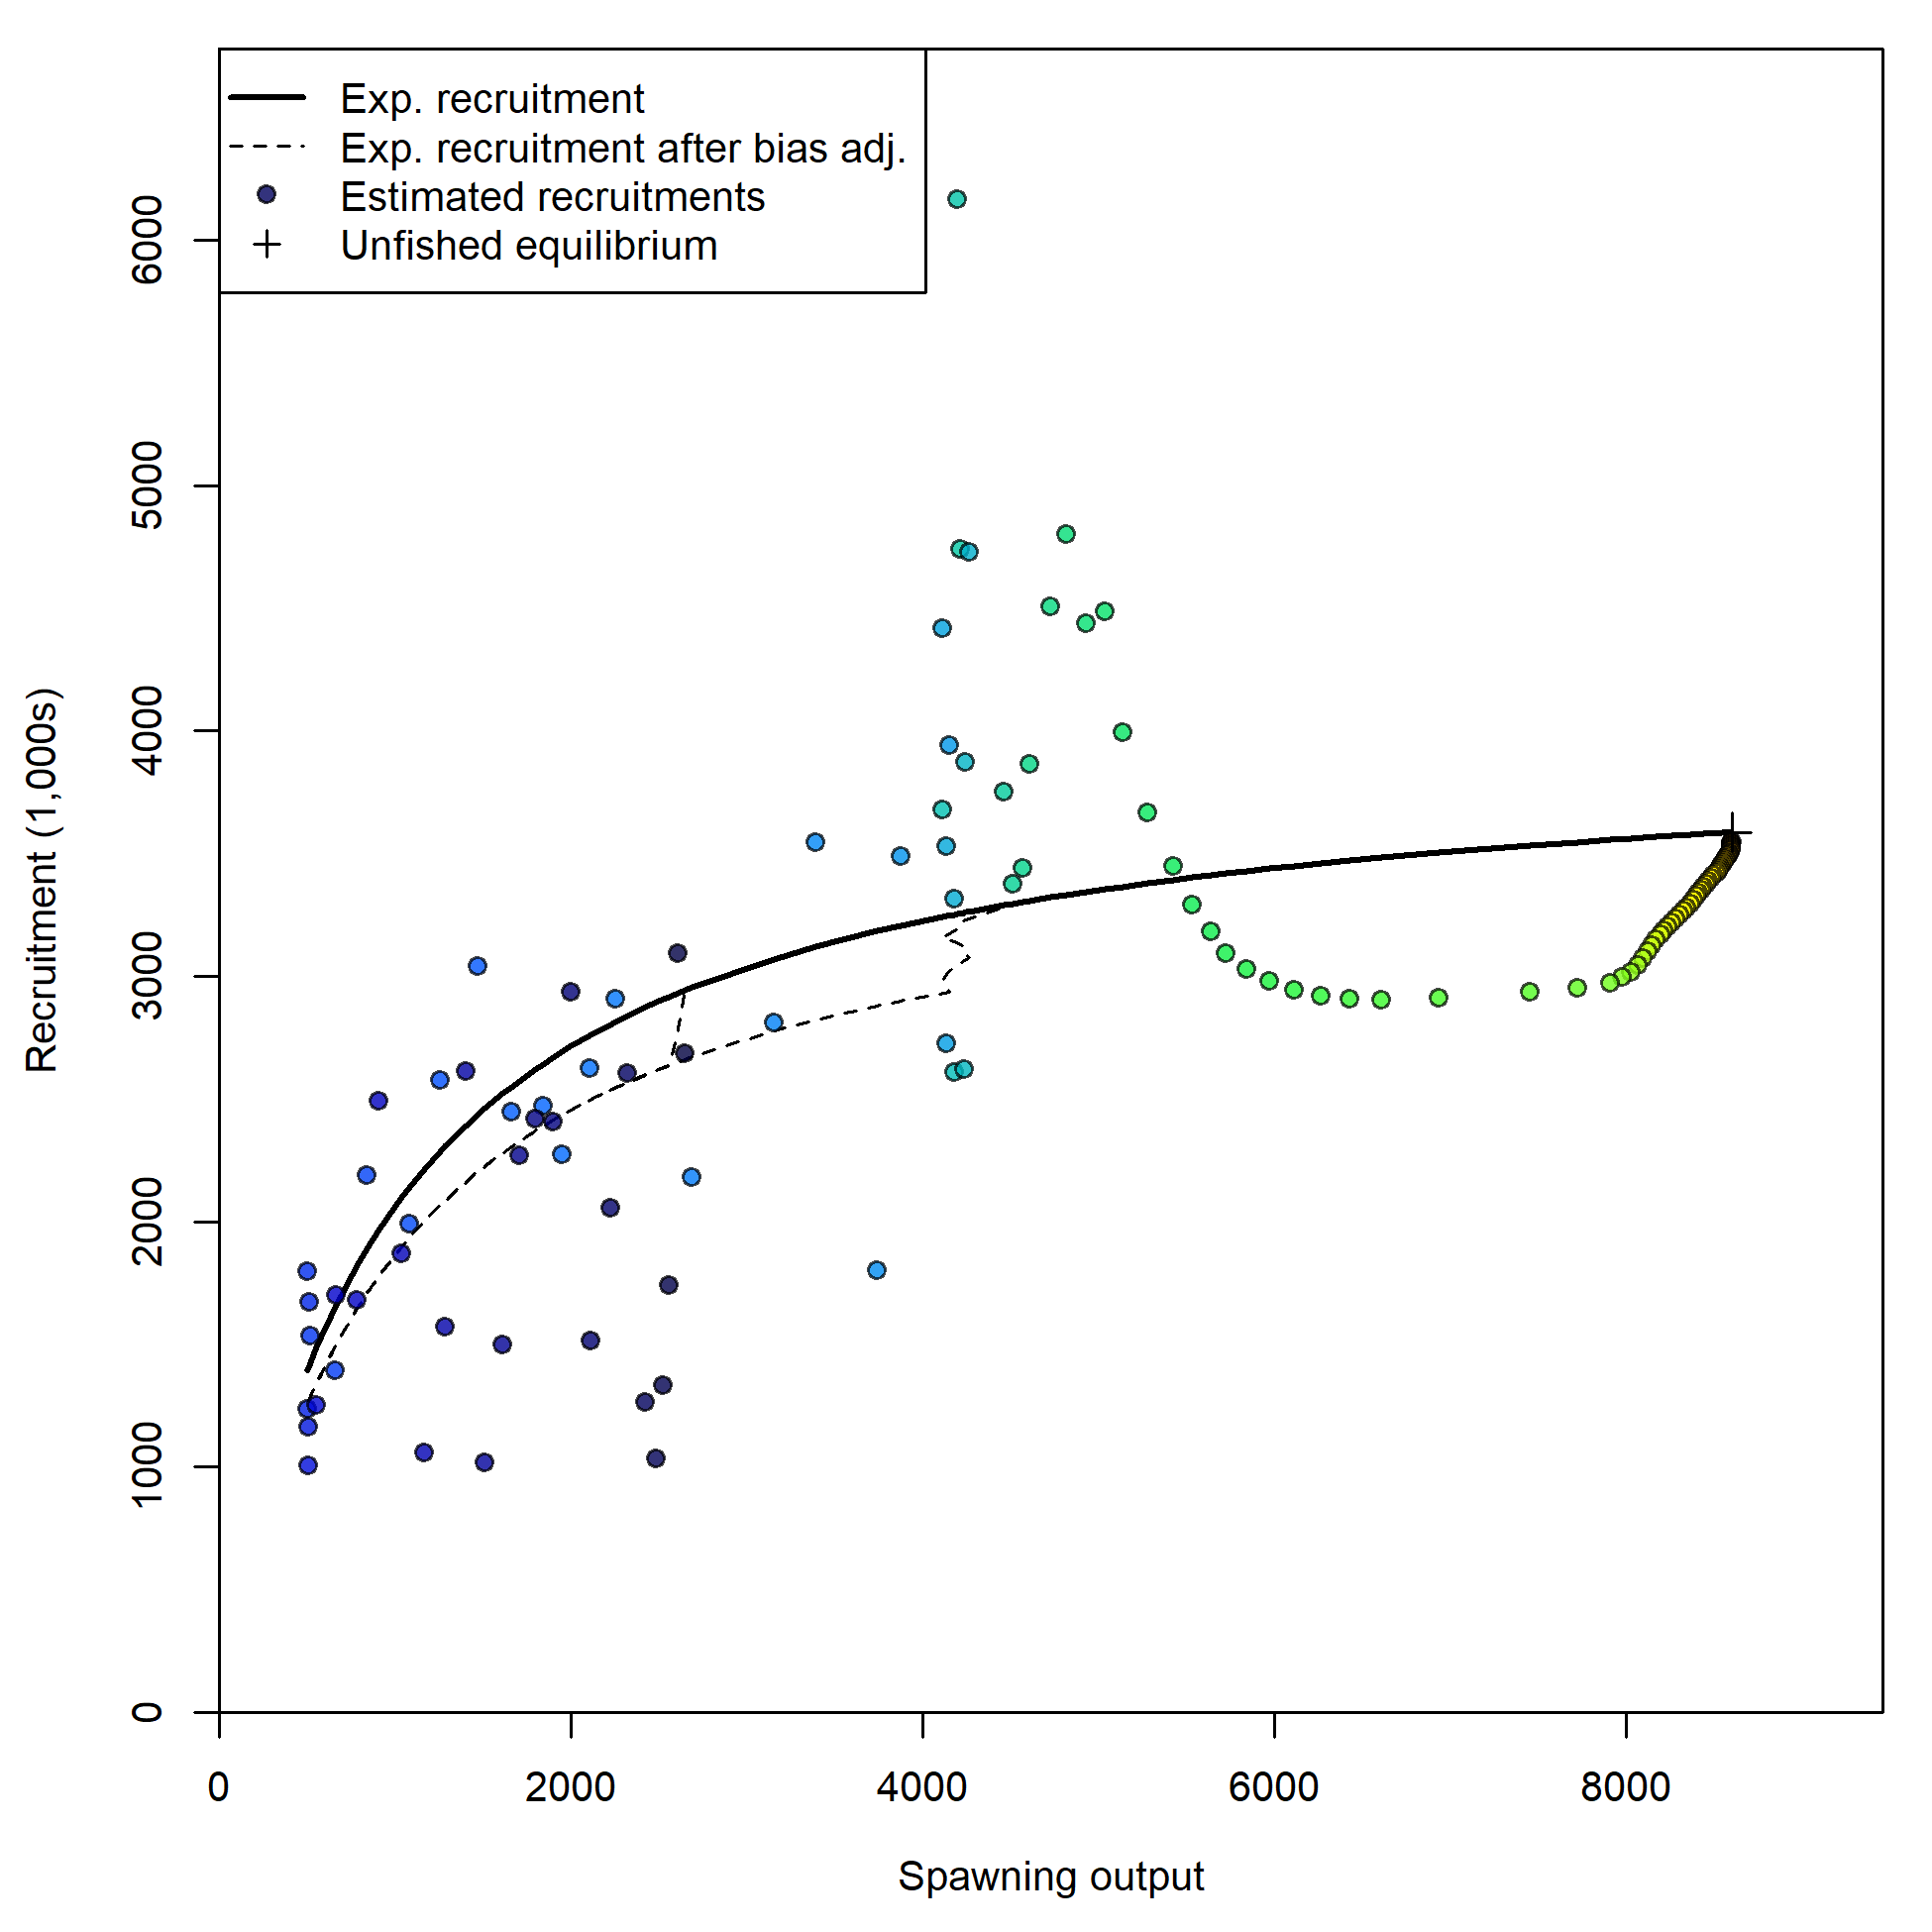 Exp. recruitment
Exp. recruitment after bias adj.
Estimated recruitments
Unfished equilibrium
Recruitment (1,000s)
6000
5000
4000
3000
2000
1000
0
0 2000 4000 6000 8000
Spawning output